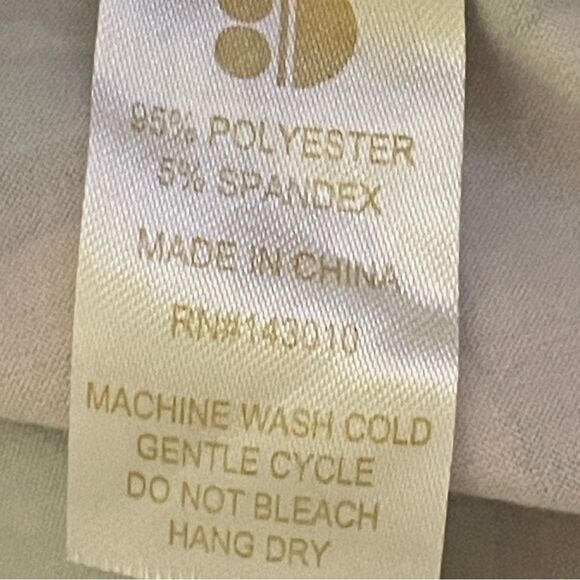 95% POLYESTER
5% SPANDEX
MADE IN CHINA
RN#143010
MACHINE WASH COLD
GENTLE CYCLE
DO NOT BLEACH
HANG DRY